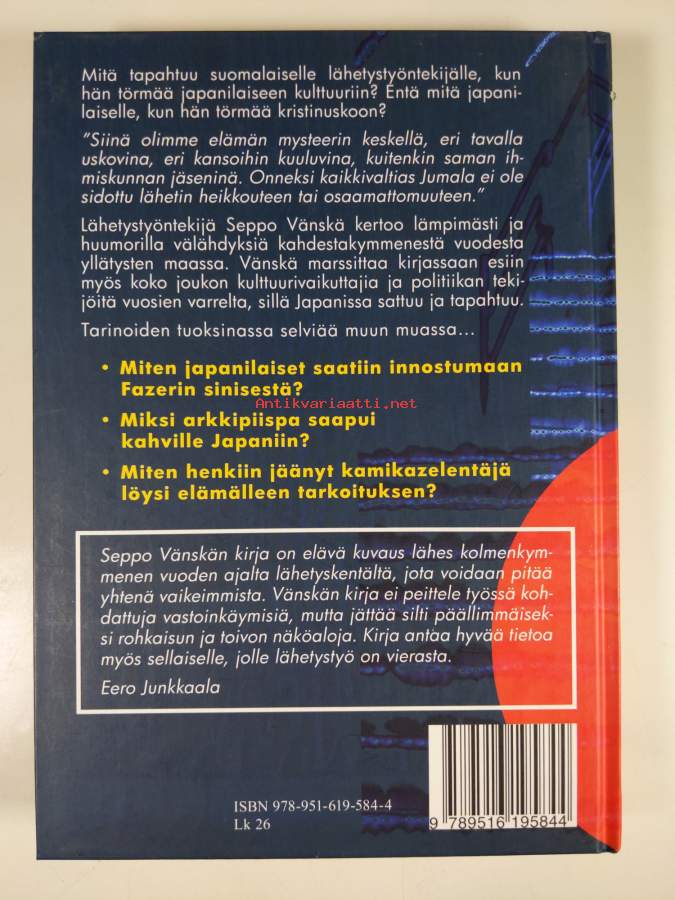 Mitä tapahtuu suomalaiselle lähetystyöntekijälle, kun
hän törmää japanilaiseen kulttuuriin? Entä mitä japani-
laiselle, kun hän törmää kristinuskoon?
”Siinä olimme elämän mysteerin keskellä, eri tavalla
uskovina, eri kansoihin kuuluvina, kuitenkin saman ih-
miskunnan jäseninä. Onneksi kaikkivaltias Jumala ei ole
sidottu lähetin heikkouteen tai osaamattomuuteen.”
Lähetystyöntekijä Seppo Vänskä kertoo lämpimästi ja
huumorilla välähdyksiä kahdestakymmenestä vuodesta
yllätysten maassa. Vänskä marssittaa kirjassaan esiin
myös koko joukon kulttuurivaikuttajia ja politiikan teki-
jöitä vuosien varrelta, sillä Japanissa sattuu ja tapahtuu.
Tarinoiden tuoksinassa selviää muun muassa...
• Miten japanilaiset saatiin innostumaan
Fazerin sinisestä?
Antikvariaatti.net
• Miksi arkkipiispa saapui
kahville Japaniin?
• Miten henkiin jäänyt kamikazelentäjä
löysi elämälleen tarkoituksen?
Seppo Vänskän kirja on elävä kuvaus lähes kolmenkym-
menen vuoden ajalta lähetyskentältä, jota voidaan pitää
yhtenä vaikeimmista. Vänskän kirja ei peittele työssä koh-
dattuja vastoinkäymisiä, mutta jättää silti päällimmäisek-
si rohkaisun ja toivon näköaloja. Kirja antaa hyvää tietoa
myös sellaiselle, jolle lähetystyö on vierasta.
Eero Junkkaala
ISBN 978-951-619-584-4
Lk 26
9 789516 195844